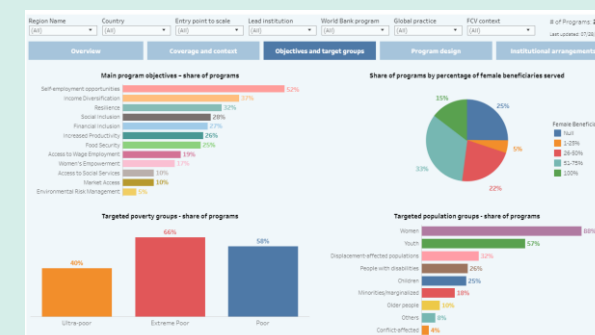 Region Name Country Entry point to scale Lead institution World Bank program Global practice FCV context # of Programs:
(All) (All) (All) (All) (All) (All) (All)
Last updated:
Overview Coverage and context Objectives and target groups Program design Institutional arrangements
Main program objectives – share of programs
Self-employment opportunities 52%
Income Diversification 37%
Resilience 32%
Social Inclusion 28%
Financial Inclusion 27%
Increased Productivity 26%
Food Security 25%
Access to Wage Employment 19%
Women's Empowerment 17%
Access to Social Services 10%
Market Access 10%
Environmental Risk Management 5%
Share of programs by percentage of female beneficiaries served
15%
25%
5%
33%
22%
Female Benefici
Null
1-25%
26-50%
51-75%
100%
Targeted poverty groups - share of programs
40%
66%
58%
Ultra-poor Extreme Poor Poor
Targeted population groups - share of programs
Women 88%
Youth 57%
Displacement affected populations 32%
People with disabilities 26%
Children 25%
Minorities/marginalized 18%
Older people 10%
Others 8%
Conflict affected 4%